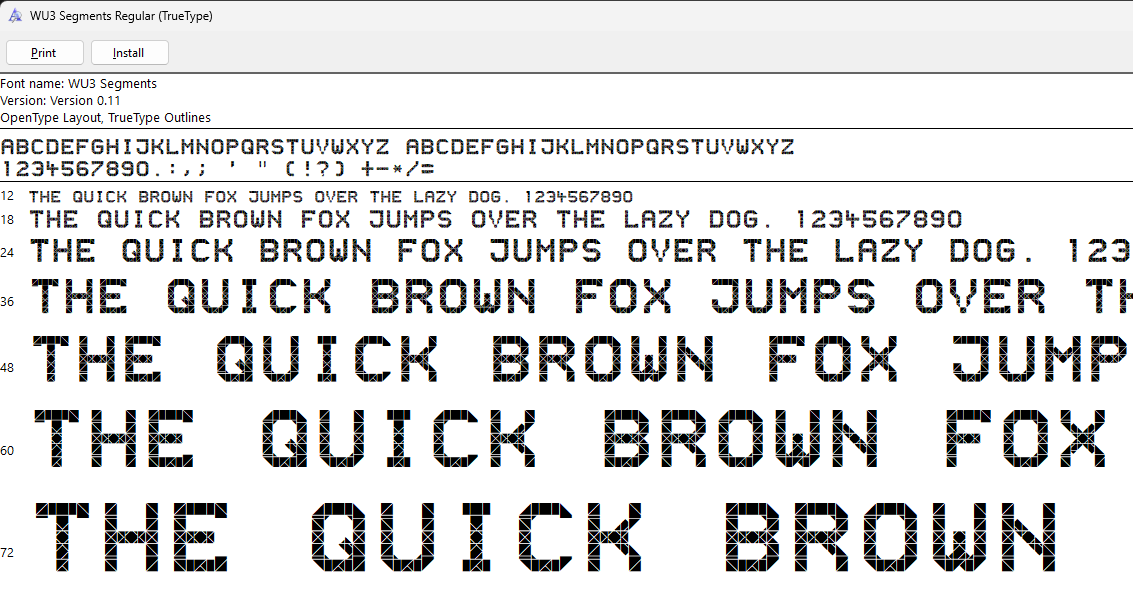 WU3 Segments Regular (TrueType)
Print Install
Font name: WU3 Segments
Version: Version 0.11
OpenType Layout, TrueType Outlines
ABCDEFGHIJKLMNOPQRSTUVWXYZ ABCDEFGHIJKLMNOPQRSTUVWXYZ
1234567890.:,; ' " (!?) +-*/=
12 THE QUICK BROWN FOX JUMPS OVER THE LAZY DOG. 1234567890
18 THE QUICK BROWN FOX JUMPS OVER THE LAZY DOG. 1234567890
24 THE QUICK BROWN FOX JUMPS OVER THE LAZY DOG. 123
36 THE QUICK BROWN FOX JUMPS OVER TH
48 THE QUICK BROWN FOX JUMP
60 THE QUICK BROWN FOX
72 THE QUICK BROWN